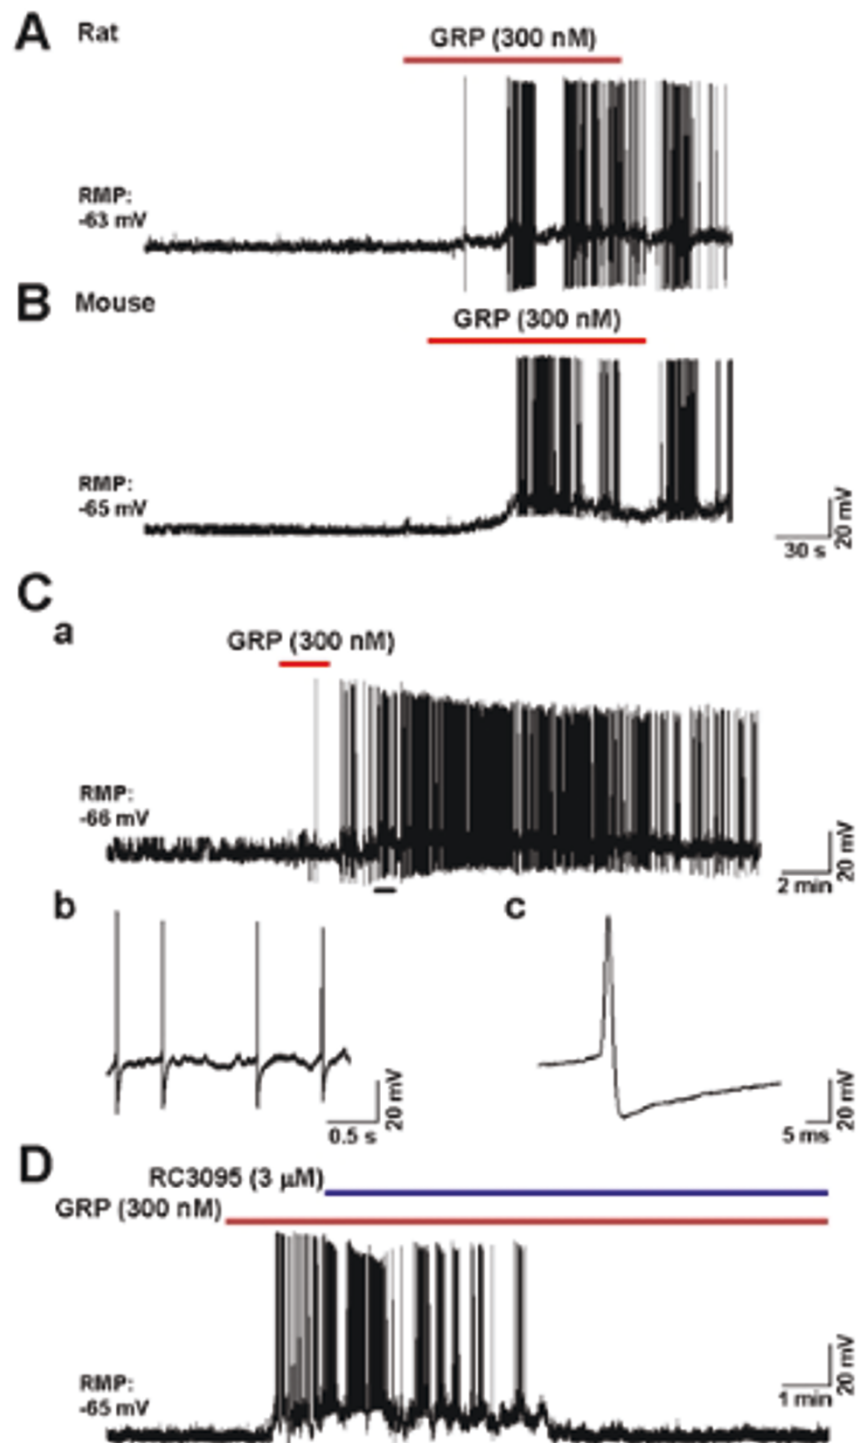 A
Rat
GRP (300 nM)
RMP:
-63 mV
B
Mouse
GRP (300 nM)
RMP:
-65 mV
20 mV
30 s
C
a
GRP (300 nM)
RMP:
-66 mV
20 mV
2 min
b
c
20 mV
0.5 s
20 mV
5 ms
D
RC3095 (3 µM)
GRP (300 nM)
20 mV
1 min
RMP:
-65 mV